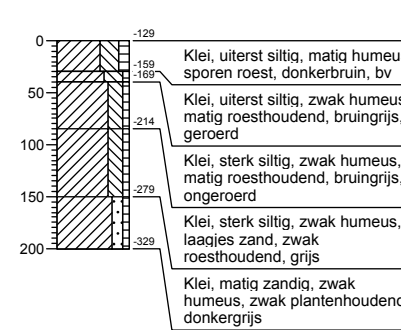 0
50
100
150
200
-129
-159
-169
-214
-279
-329
Klei, uiterst siltig, matig humeu
sporen roest, donkerbruin, bv
Klei, uiterst siltig, zwak humeus
matig roesthoudend, bruingrijs,
geroerd
Klei, sterk siltig, zwak humeus,
matig roesthoudend, bruingrijs,
ongeroerd
Klei, sterk siltig, zwak humeus,
laagjes zand, zwak
roesthoudend, grijs
Klei, matig zandig, zwak
humeus, zwak plantenhoudend
donkergrijs